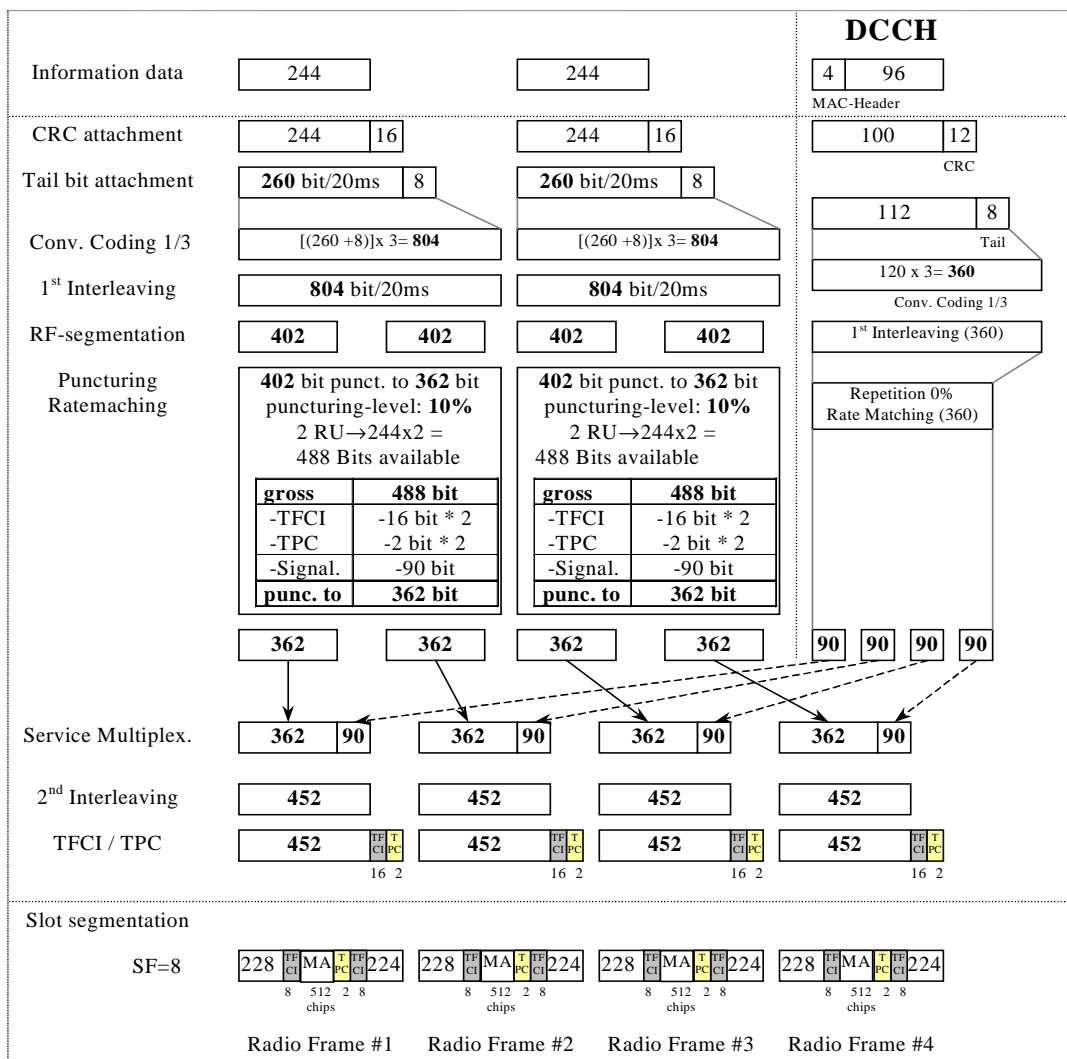 DCCH
Information data 244 244 4 96
MAC-Header
CRC attachment 244 16 244 16 100 12
CRC
Tail bit attachment 260 bit/20ms 8 260 bit/20ms 8
112 8
Tail
Conv. Coding 1/3 [(260 +8)]x 3= 804 [(260 +8)]x 3= 804
120 x 3= 360
Conv. Coding 1/3
1st Interleaving 804 bit/20ms 804 bit/20ms
RF-segmentation 402 402 402 402 1st Interleaving (360)
Puncturing
Ratemaching
402 bit punct. to 362 bit
puncturing-level: 10%
2 RU→244x2 =
488 Bits available
gross 488 bit
-TFCI -16 bit * 2
-TPC -2 bit * 2
-Signal. -90 bit
punc. to 362 bit
402 bit punct. to 362 bit
puncturing-level: 10%
2 RU→244x2 =
488 Bits available
gross 488 bit
-TFCI -16 bit * 2
-TPC -2 bit * 2
-Signal. -90 bit
punc. to 362 bit
Repetition 0%
Rate Matching (360)
362 362 362 362 90 90 90 90
Service Multiplex. 362 90 362 90 362 90 362 90
2nd Interleaving 452 452 452 452
TFCI / TPC 452 TF CI T PC 452 TF CI T PC 452 TF CI T PC 452 TF CI T PC
16 2 16 2 16 2 16 2
Slot segmentation
SF=8 228 TF CI MA T PC TF CI 224 228 TF CI MA T PC TF CI 224 228 TF CI MA T PC TF CI 224 228 TF CI MA T PC TF CI 224
8 512 2 8 8 512 2 8 8 512 2 8 8 512 2 8
chips chips chips chips
Radio Frame #1 Radio Frame #2 Radio Frame #3 Radio Frame #4